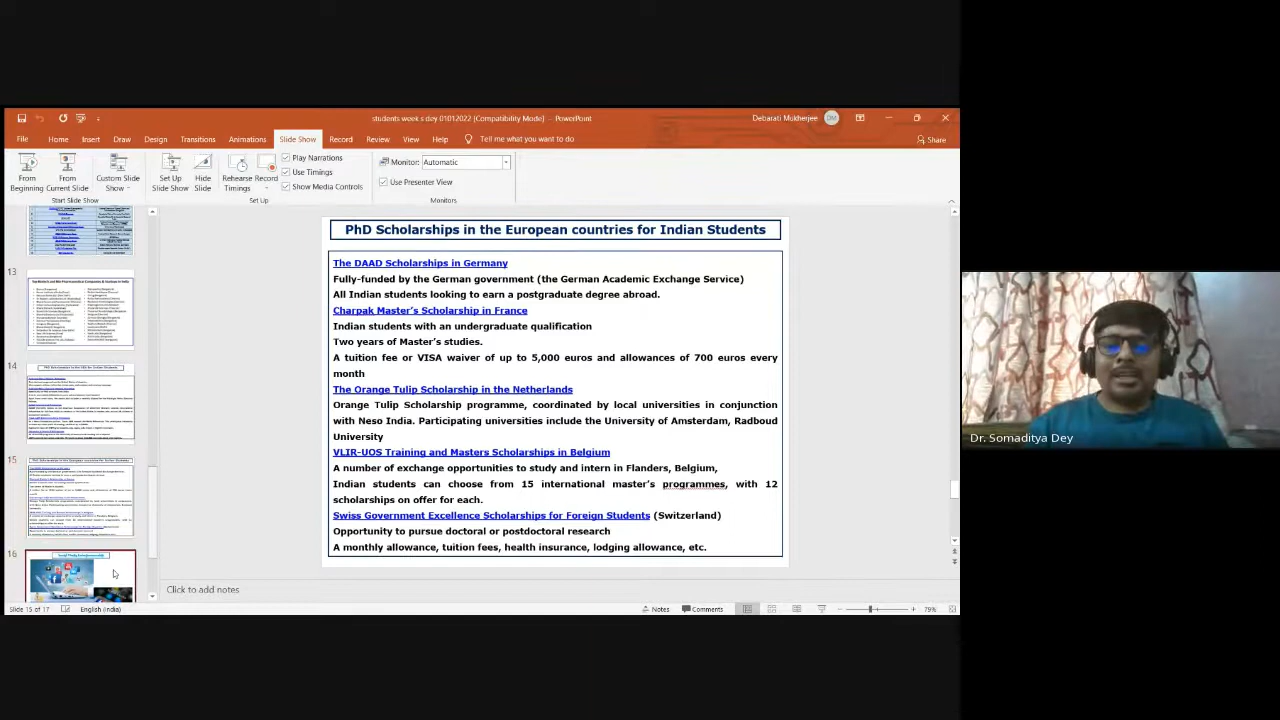 students week s dey 01012022 [Compatibility Mode] – PowerPoint
Debarati Mukherjee
DM
File Home Insert Draw Design Transitions Animations Slide Show Record Review View Help Tell me what you want to do
Share
From Beginning
From Current Slide
Custom Slide Show
Set Up Slide Show
Hide Slide
Rehearse Timings
Record
Play Narrations
Use Timings
Show Media Controls
Monitor: Automatic
Use Presenter View
Start Slide Show
Set Up
Monitors
13
14
15
16
PhD Scholarships in the European countries for Indian Students
The DAAD Scholarships in Germany
Fully-funded by the German government (the German Academic Exchange Service)
All Indian students looking to do a postgraduate degree abroad.
Charpak Master's Scholarship in France
Indian students with an undergraduate qualification
Two years of Master's studies.
A tuition fee or VISA waiver of up to 5,000 euros and allowances of 700 euros every
month
The Orange Tulip Scholarship in the Netherlands
Orange Tulip Scholarship programme, coordinated by local universities in conjunction
with Neso India. Participating universities include the University of Amsterdam, Radboud
University
VLIR-UOS Training and Masters Scholarships in Belgium
A number of exchange opportunities to study and intern in Flanders, Belgium,
Indian students can choose from 15 international master's programmes, with 12
scholarships on offer for each.
Swiss Government Excellence Scholarships for Foreign Students (Switzerland)
Opportunity to pursue doctoral or postdoctoral research
A monthly allowance, tuition fees, health insurance, lodging allowance, etc.
Click to add notes
Slide 15 of 17
English (India)
Notes
Comments
79%
Dr. Somaditya Dey